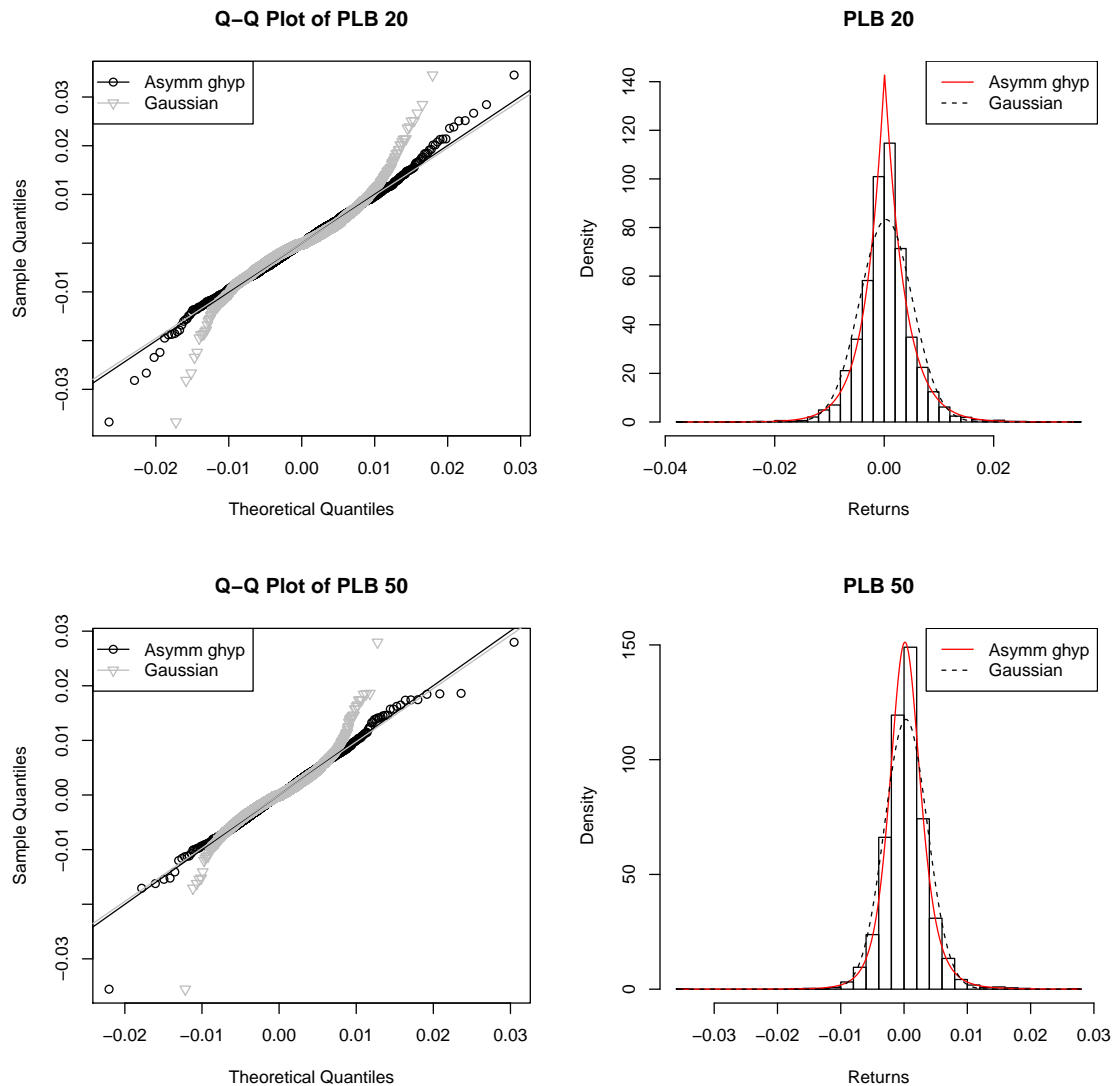 Q−Q Plot of PLB 20
Asymm ghyp
Gaussian
0.03
0.01
−0.01
−0.03
Sample Quantiles
−0.02
−0.01
0.00
0.01
0.02
0.03
Theoretical Quantiles
PLB 20
Asymm ghyp
Gaussian
140
120
100
80
60
40
20
0
Density
−0.04
−0.02
0.00
0.02
Returns
Q−Q Plot of PLB 50
Asymm ghyp
Gaussian
0.03
0.02
0.01
0.00
−0.01
−0.03
Sample Quantiles
−0.02
−0.01
0.00
0.01
0.02
0.03
Theoretical Quantiles
PLB 50
Asymm ghyp
Gaussian
150
100
50
0
Density
−0.03
−0.02
−0.01
0.00
0.01
0.02
0.03
Returns